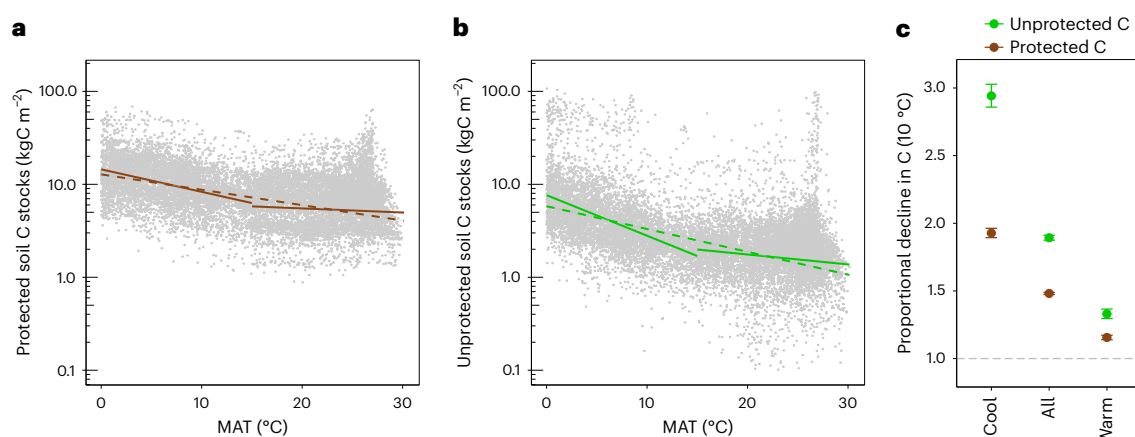 a
Protected soil C stocks (kgC m⁻²)
100.0
10.0
1.0
0.1
0
10
20
30
MAT (°C)
b
Unprotected soil C stocks (kgC m⁻²)
100.0
10.0
1.0
0.1
0
10
20
30
MAT (°C)
c
Unprotected C
Protected C
Proportional decline in C (10 °C)
3.0
2.5
2.0
1.5
1.0
Cool
All
Warm